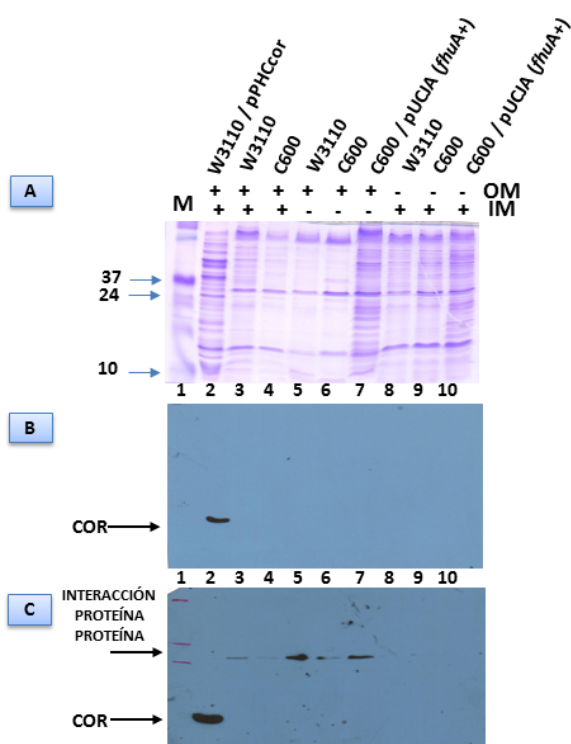 W3110 / pPHCcor
W3110
C600
W3110
C600
C600 / pUCJA (fhuA+)
W3110
C600
C600 / pUCJA (fhuA+)
A
M
+ + + + + + - - - OM
+ + + - - - + + + IM
37
24
10
1 2 3 4 5 6 7 8 9 10
B
COR
1 2 3 4 5 6 7 8 9 10
C
INTERACCIÓN
PROTEÍNA
PROTEÍNA
COR